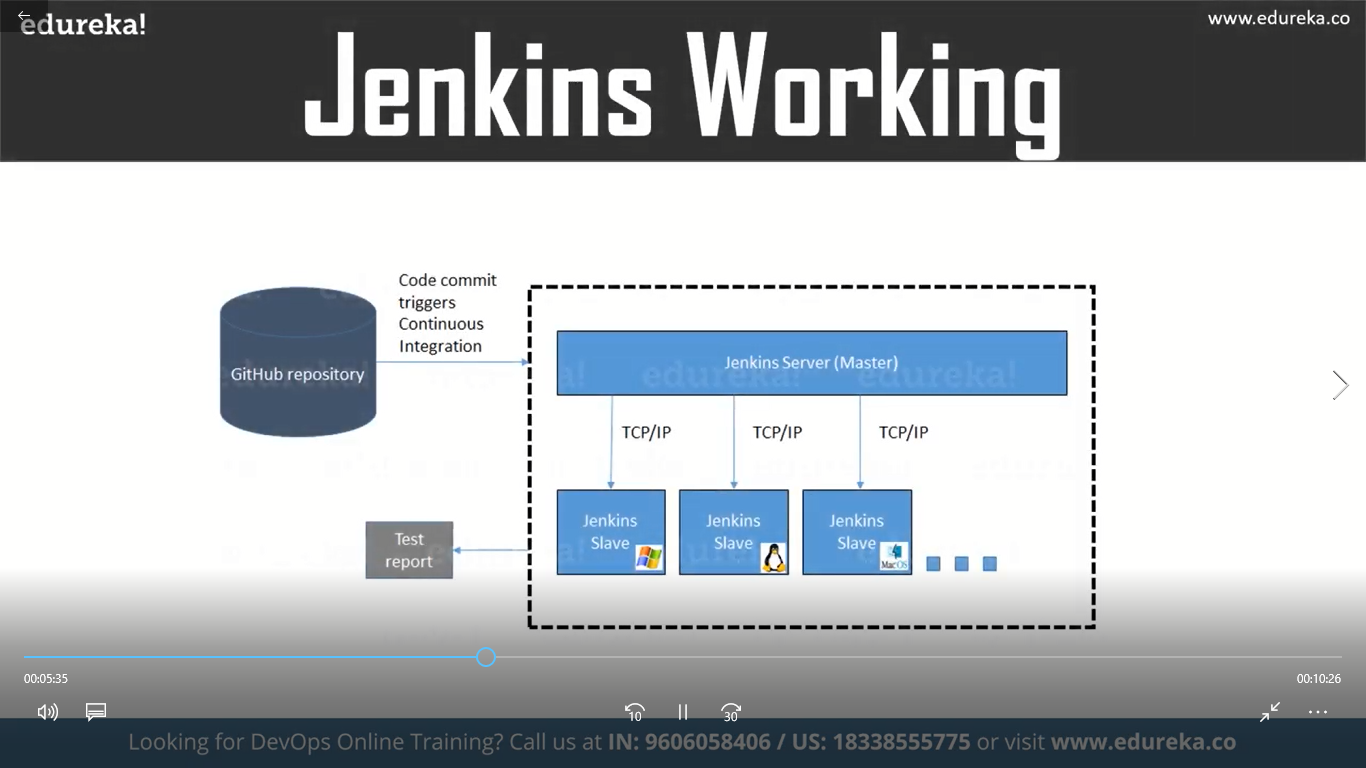 edureka!
www.edureka.co
Jenkins Working
Code commit
triggers
Continuous
Integration
GitHub repository
Jenkins Server (Master)
TCP/IP
TCP/IP
TCP/IP
Jenkins
Slave
Jenkins
Slave
Jenkins
Slave
MacOS
Test
report
00:05:35
00:10:26
10
30
Looking for DevOps Online Training? Call us at IN: 9606058406 / US: 18338555775 or visit www.edureka.co